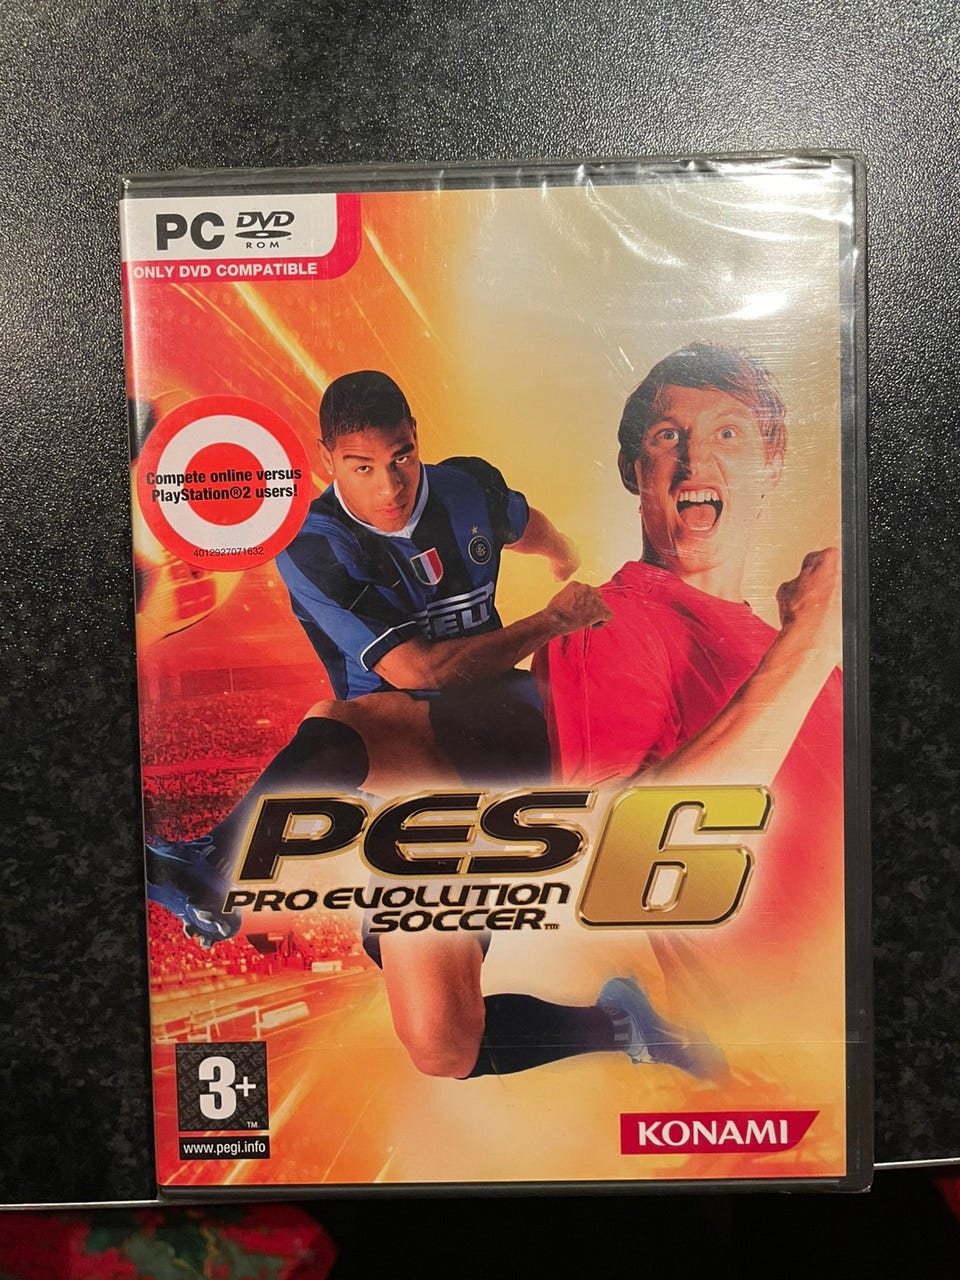 PC DVD
ROM
ONLY DVD COMPATIBLE
Compete online versus
PlayStation®2 users!
4012927071632
PES 6
PRO EVOLUTION
SOCCER™
3+
TM
www.pegi.info
KONAMI